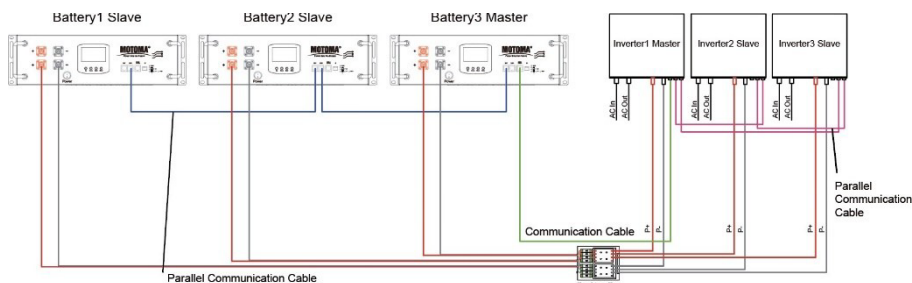 Battery1 Slave
Battery2 Slave
Battery3 Master
MOTOMA
MOTOMA
MOTOMA
Power
Power
Power
Inverter1 Master
Inverter2 Slave
Inverter3 Slave
AC In
AC Out
AC In
AC Out
AC In
AC Out
Parallel
Communication
Cable
Communication Cable
P+
P-
P+
P-
P+
P-
Parallel Communication Cable